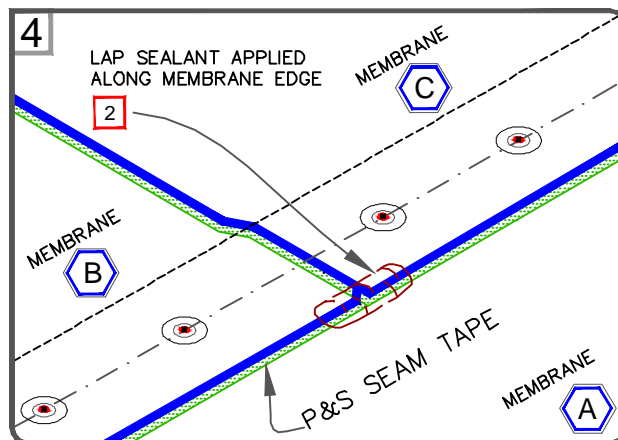 4
LAP SEALANT APPLIED
ALONG MEMBRANE EDGE
2
MEMBRANE
C
MEMBRANE
B
P&S SEAM TAPE
MEMBRANE
A